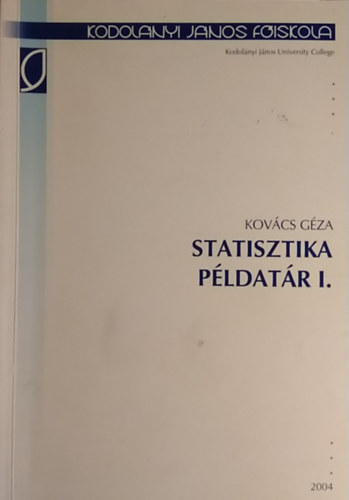 KODOLÁNYI JÁNOS FŐISKOLA
Kodolányi János University College
KOVÁCS GÉZA
STATISZTIKA
PÉLDATÁR I.
2004